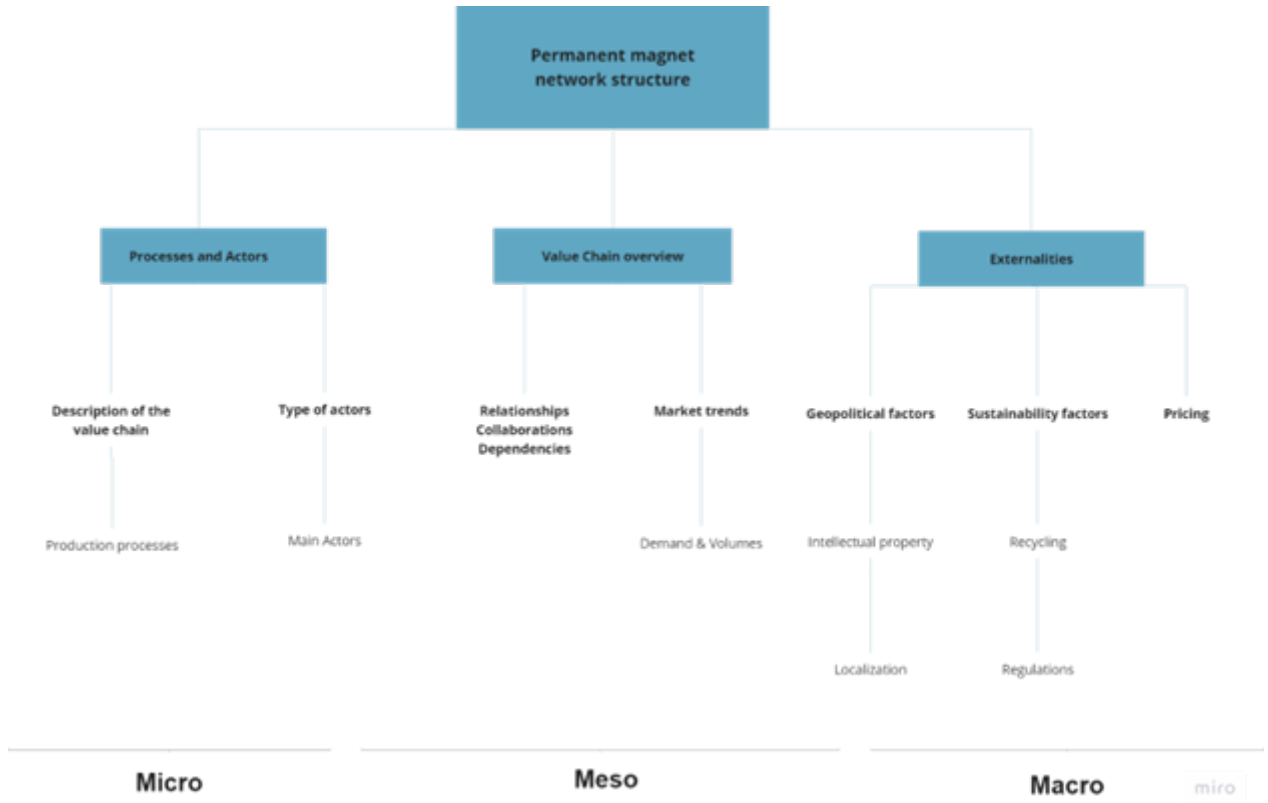 Permanent magnet
network structure
Processes and Actors
Value Chain overview
Externalities
Description of the
value chain
Type of actors
Relationships
Collaborations
Dependencies
Market trends
Geopolitical factors
Sustainability factors
Pricing
Production processes
Main Actors
Demand & Volumes
Intellectual property
Recycling
Localization
Regulations
Micro
Meso
Macro
miro